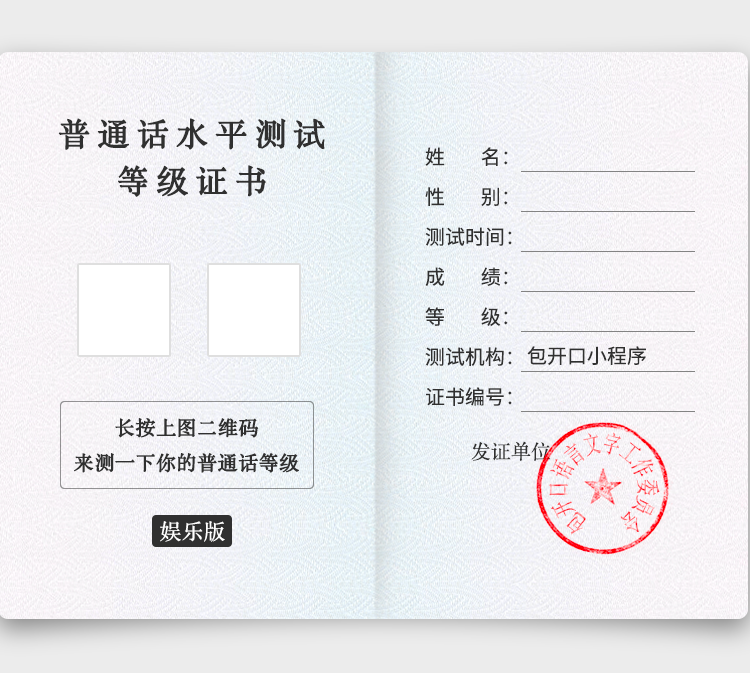 普通话水平测试
等级证书
长按上图二维码
来测一下你的普通话等级
娱乐版
姓 名:
性 别:
测试时间:
成 绩:
等 级:
测试机构: 包开口小程序
证书编号:
发证单位
包开口语言文字工作委员会